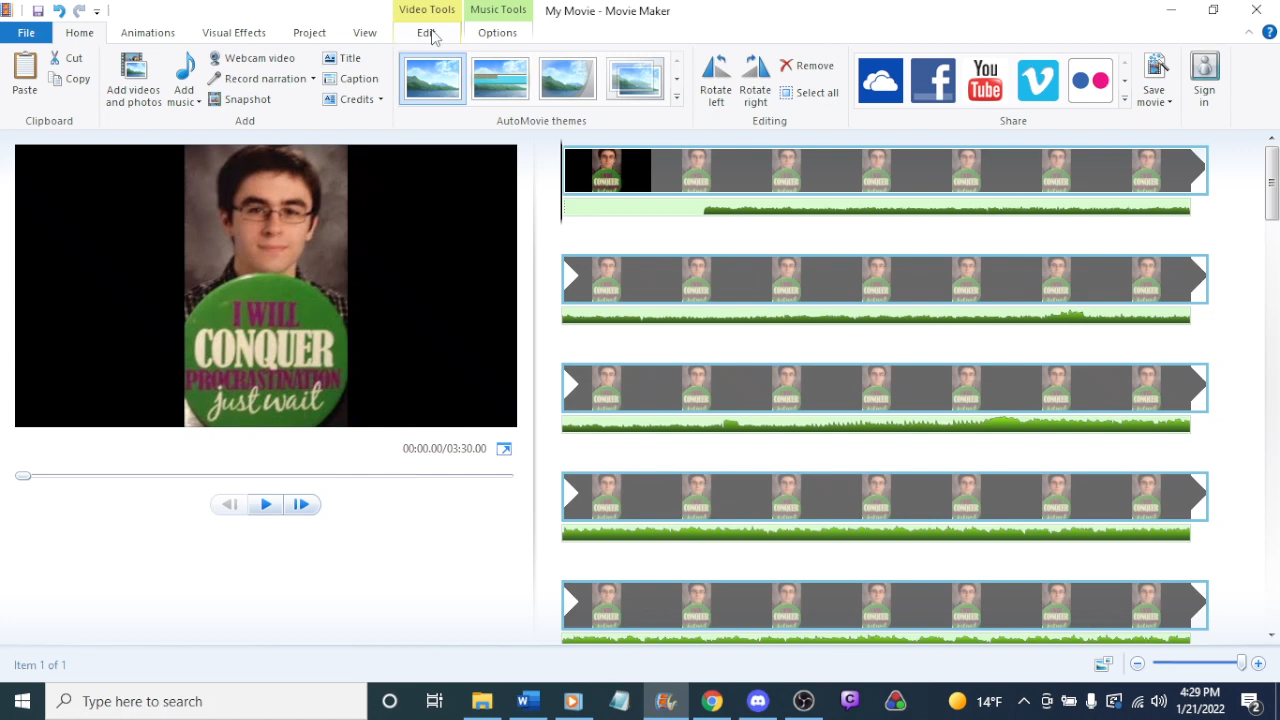 Video Tools
Music Tools
My Movie - Movie Maker
File
Home
Animations
Visual Effects
Project
View
Edit
Options
Paste
Cut
Copy
Clipboard
Add videos
and photos
Add
music
Webcam video
Record narration
Snapshot
Title
Caption
Credits
Add
AutoMovie themes
Rotate
left
Rotate
right
Remove
Select all
Editing
You
Tube
Share
Save
movie
Sign
in
I WILL
CONQUER
PROCRASTINATION
just wait
00:00.00/03:30.00
Item 1 of 1
Type here to search
14°F
4:29 PM
1/21/2022
2